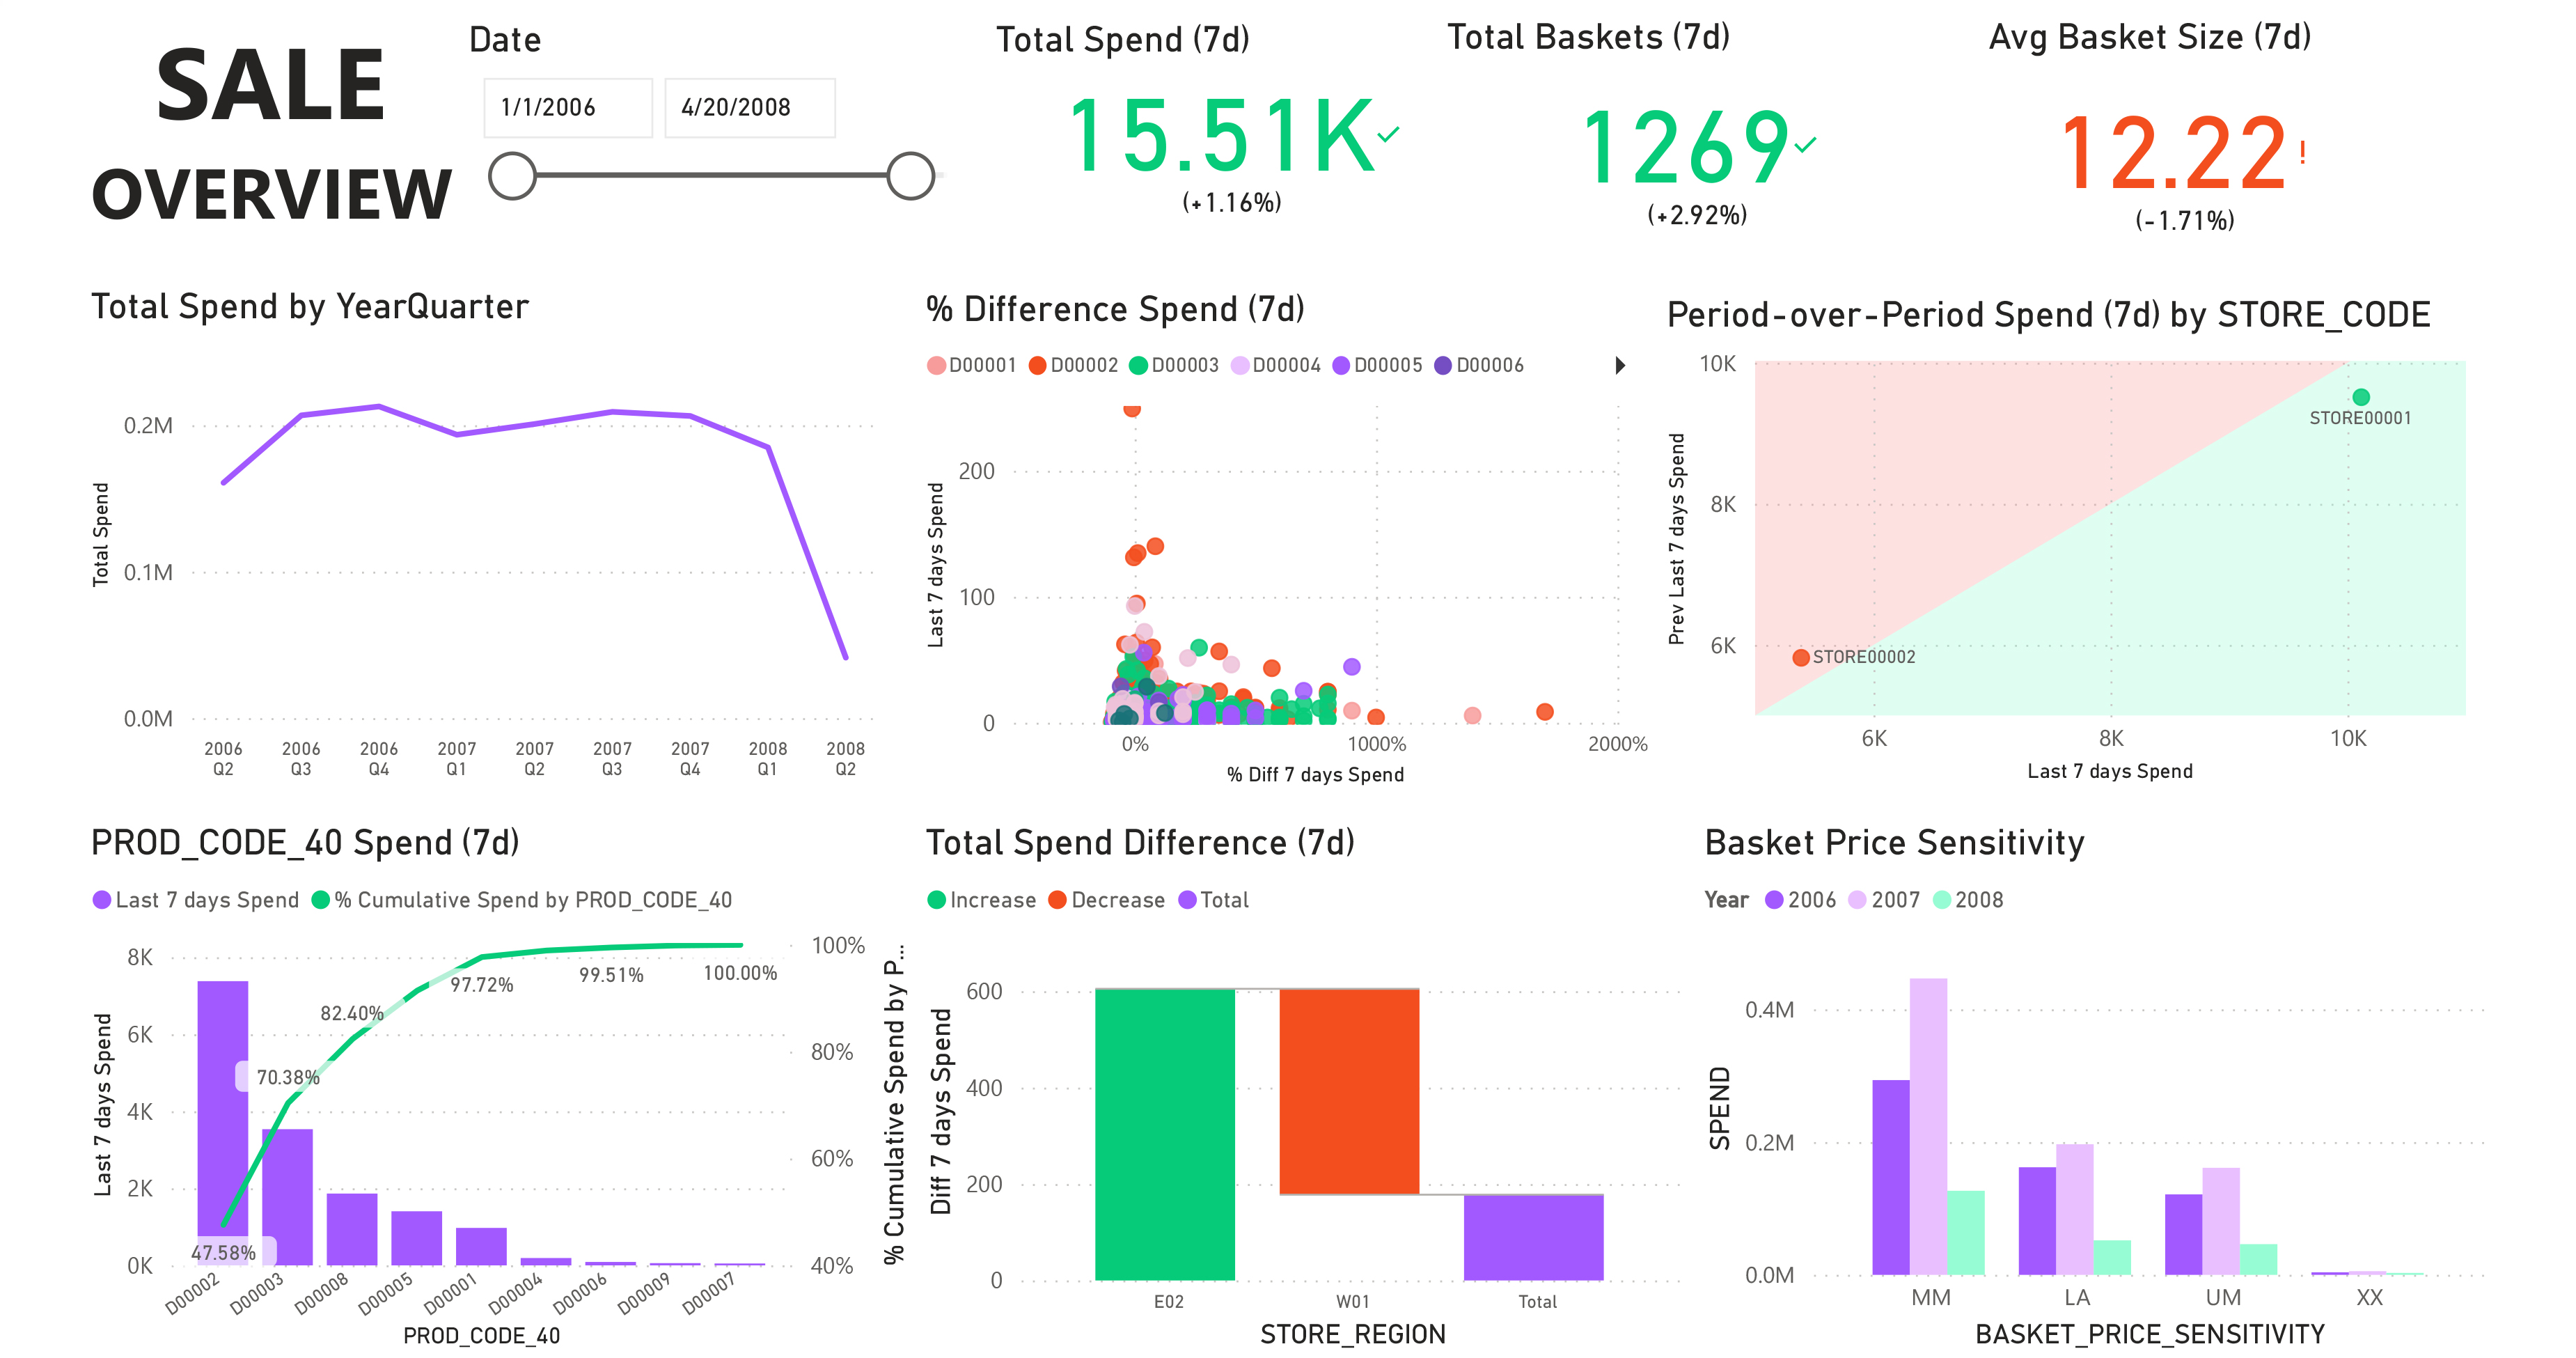 SALE
OVERVIEW
Date
1/1/2006
4/20/2008
Total Spend (7d)
15.51K
(+1.16%)
Total Baskets (7d)
1269
(+2.92%)
Avg Basket Size (7d)
12.22!
(-1.71%)
Total Spend by YearQuarter
Total Spend
0.2M
0.1M
0.0M
2006 Q2
2006 Q3
2006 Q4
2007 Q1
2007 Q2
2007 Q3
2007 Q4
2008 Q1
2008 Q2
% Difference Spend (7d)
D00001 D00002 D00003 D00004 D00005 D00006
Last 7 days Spend
200
100
0
0% 1000% 2000%
% Diff 7 days Spend
Period-over-Period Spend (7d) by STORE_CODE
Prev Last 7 days Spend
10K
8K
6K
STORE00001
STORE00002
6K 8K 10K
Last 7 days Spend
PROD_CODE_40 Spend (7d)
Last 7 days Spend % Cumulative Spend by PROD_CODE_40
Last 7 days Spend
8K
6K
4K
2K
0K
47.58%
70.38%
82.40%
97.72%
99.51%
100.00%
100%
80%
60%
40%
% Cumulative Spend by P...
D00002 D00003 D00008 D00005 D00001 D00004 D00006 D00009 D00007
PROD_CODE_40
Total Spend Difference (7d)
Increase Decrease Total
Diff 7 days Spend
600
400
200
0
E02 W01 Total
STORE_REGION
Basket Price Sensitivity
Year 2006 2007 2008
SPEND
0.4M
0.2M
0.0M
MM LA UM XX
BASKET_PRICE_SENSITIVITY